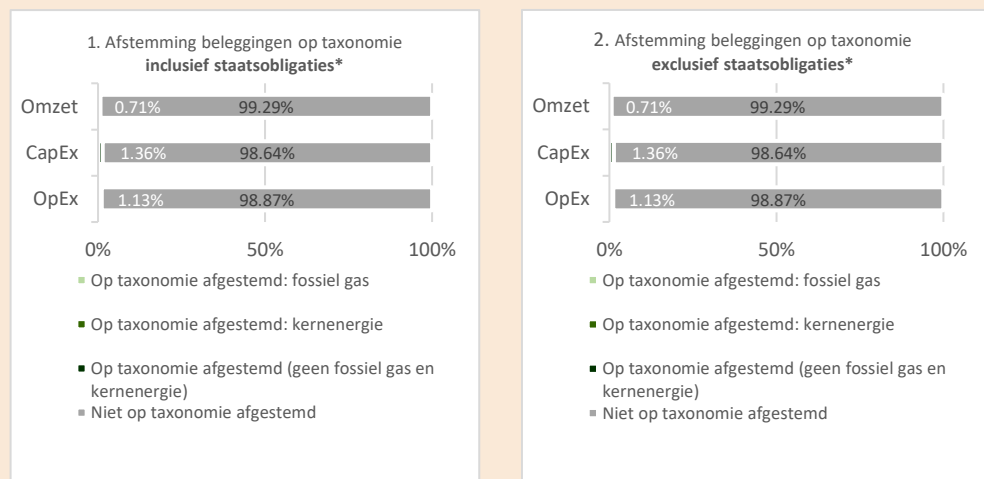 1. Afstemming beleggingen op taxonomie
inclusief staatsobligaties*
Omzet 0.71% 99.29%
CapEx 1.36% 98.64%
OpEx 1.13% 98.87%
0% 50% 100%
Op taxonomie afgestemd: fossiel gas
Op taxonomie afgestemd: kernenergie
Op taxonomie afgestemd (geen fossiel gas en
kernenergie)
Niet op taxonomie afgestemd
2. Afstemming beleggingen op taxonomie
exclusief staatsobligaties*
Omzet 0.71% 99.29%
CapEx 1.36% 98.64%
OpEx 1.13% 98.87%
0% 50% 100%
Op taxonomie afgestemd: fossiel gas
Op taxonomie afgestemd: kernenergie
Op taxonomie afgestemd (geen fossiel gas en
kernenergie)
Niet op taxonomie afgestemd